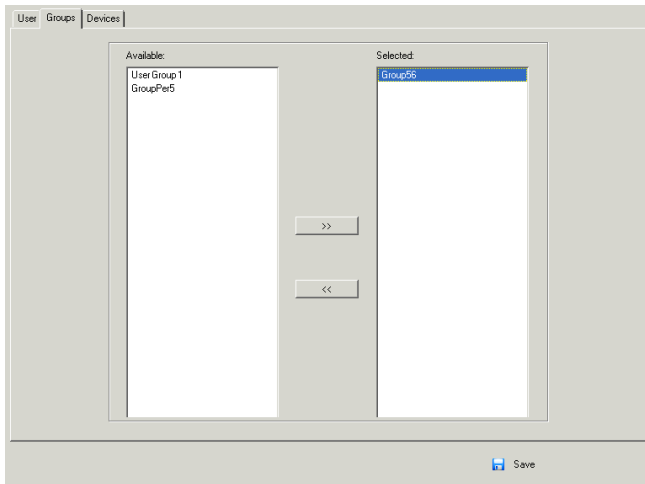 User Groups Devices
Available: Selected:
User Group 1 Group56
GroupPer5
>>
<<
Save